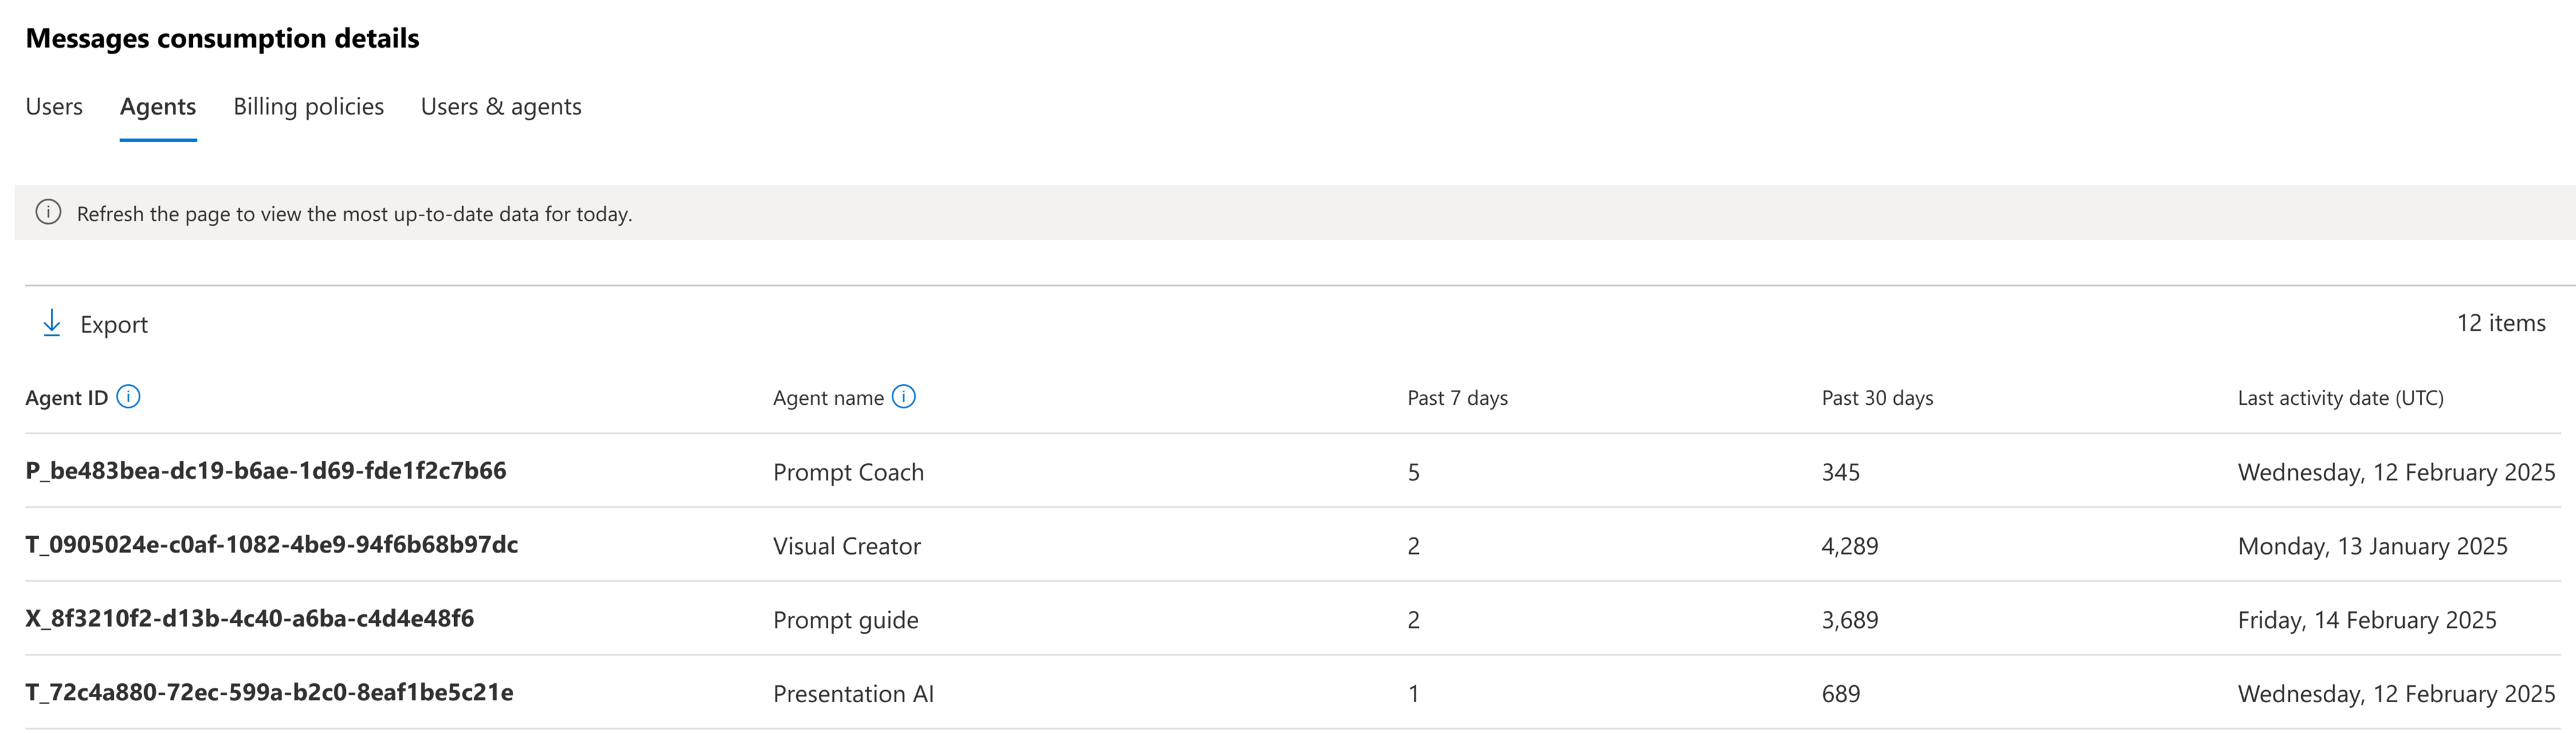 Messages consumption details
Users Agents Billing policies Users & agents
Refresh the page to view the most up-to-date data for today.
Export 12 items
Agent ID Agent name Past 7 days Past 30 days Last activity date (UTC)
P_be483bea-dc19-b6ae-1d69-fde1f2c7b66 Prompt Coach 5 345 Wednesday, 12 February 2025
T_0905024e-c0af-1082-4be9-94f6b68b97dc Visual Creator 2 4,289 Monday, 13 January 2025
X_8f3210f2-d13b-4c40-a6ba-c4d4e48f6 Prompt guide 2 3,689 Friday, 14 February 2025
T_72c4a880-72ec-599a-b2c0-8eaf1be5c21e Presentation AI 1 689 Wednesday, 12 February 2025